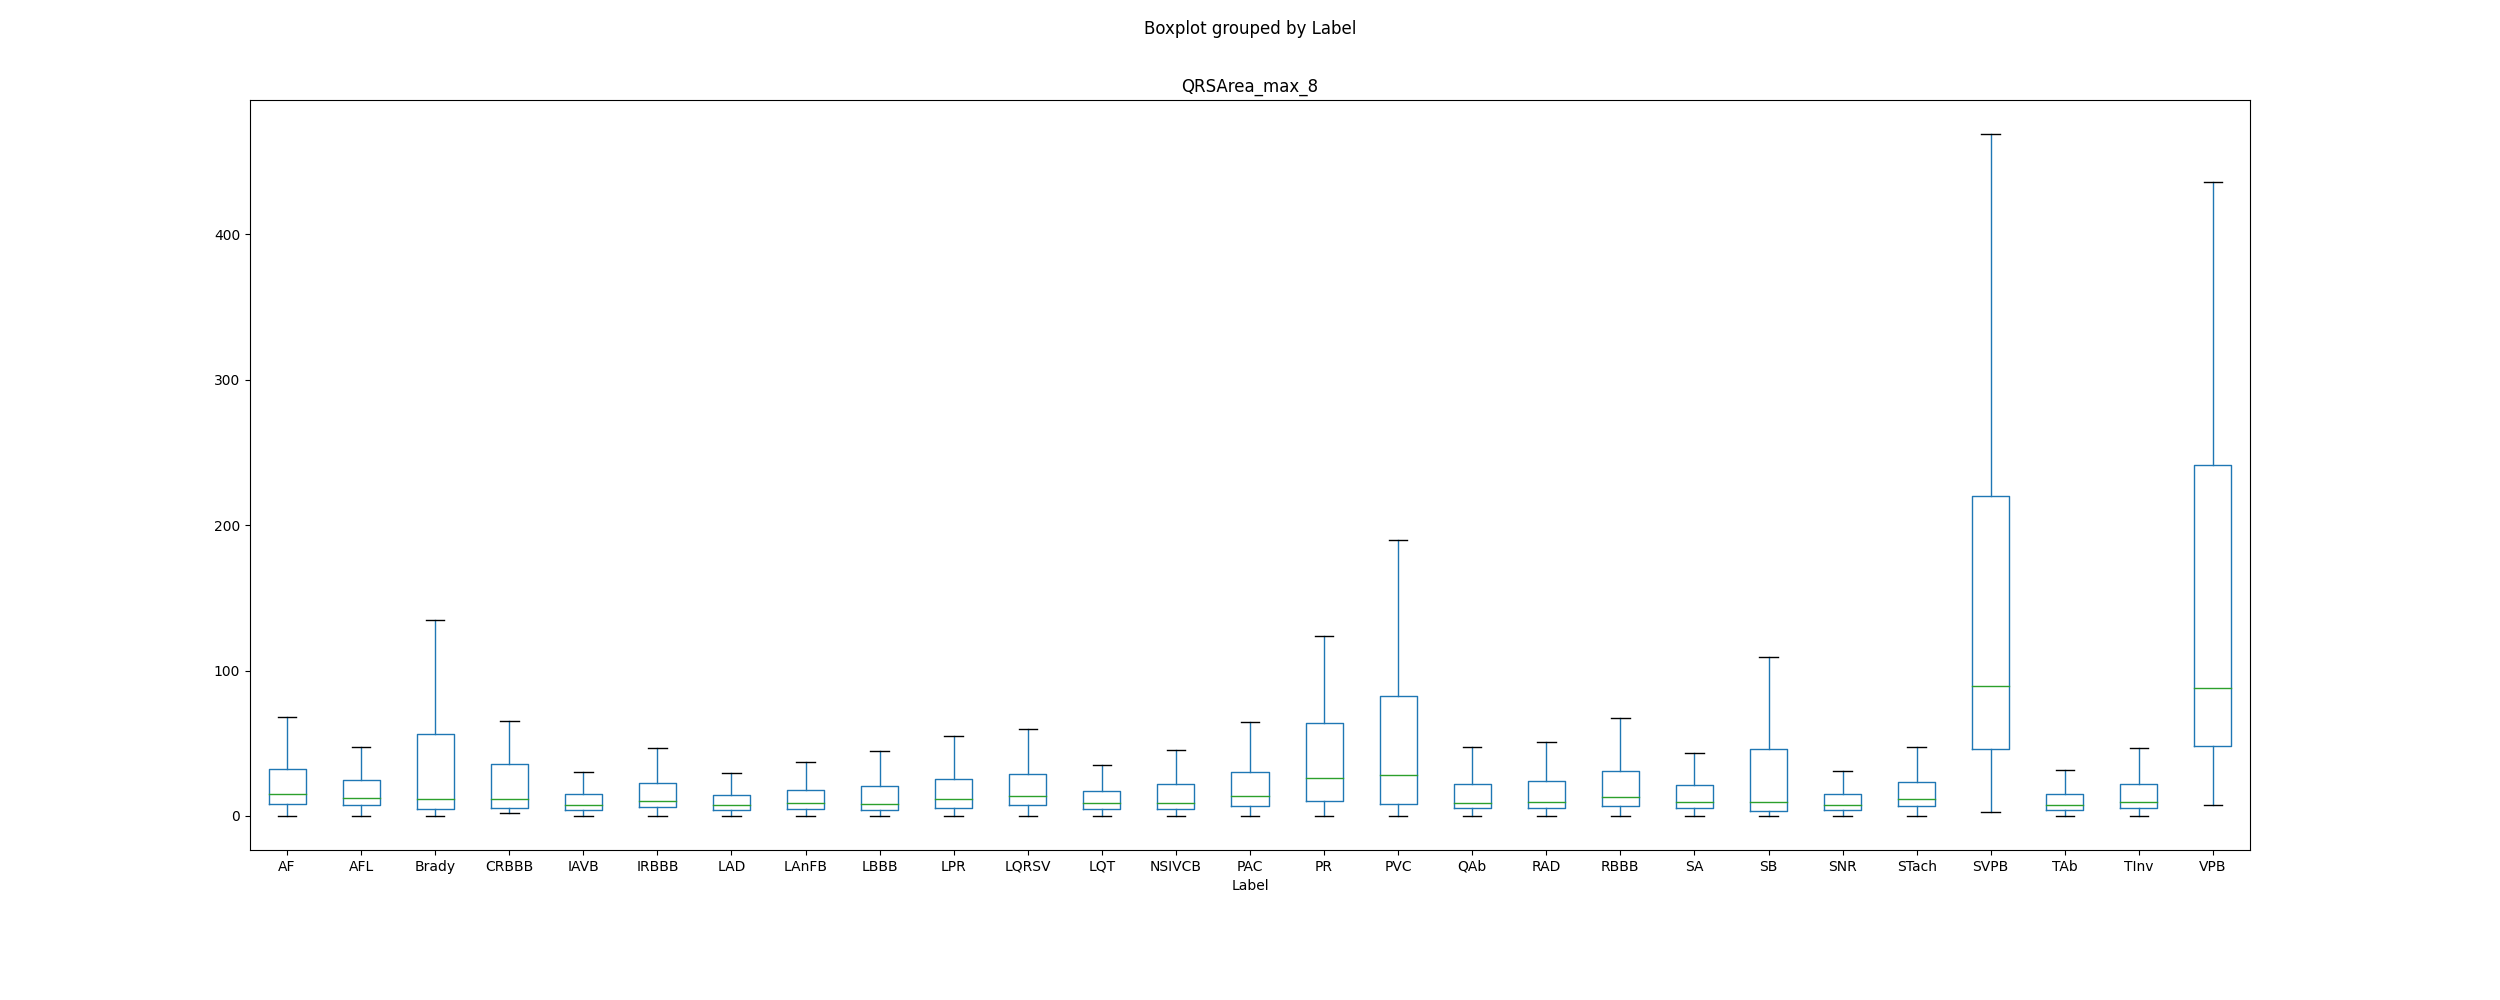 Boxplot grouped by Label
QRSArea_max_8
400
300
200
100
0
AF AFL Brady CRBBB IAVB IRBBB LAD LAnFB LBBB LPR LQRSV LQT NSIVCB PAC PR PVC QAb RAD RBBB SA SB SNR STach SVPB TAb TInv VPB
Label